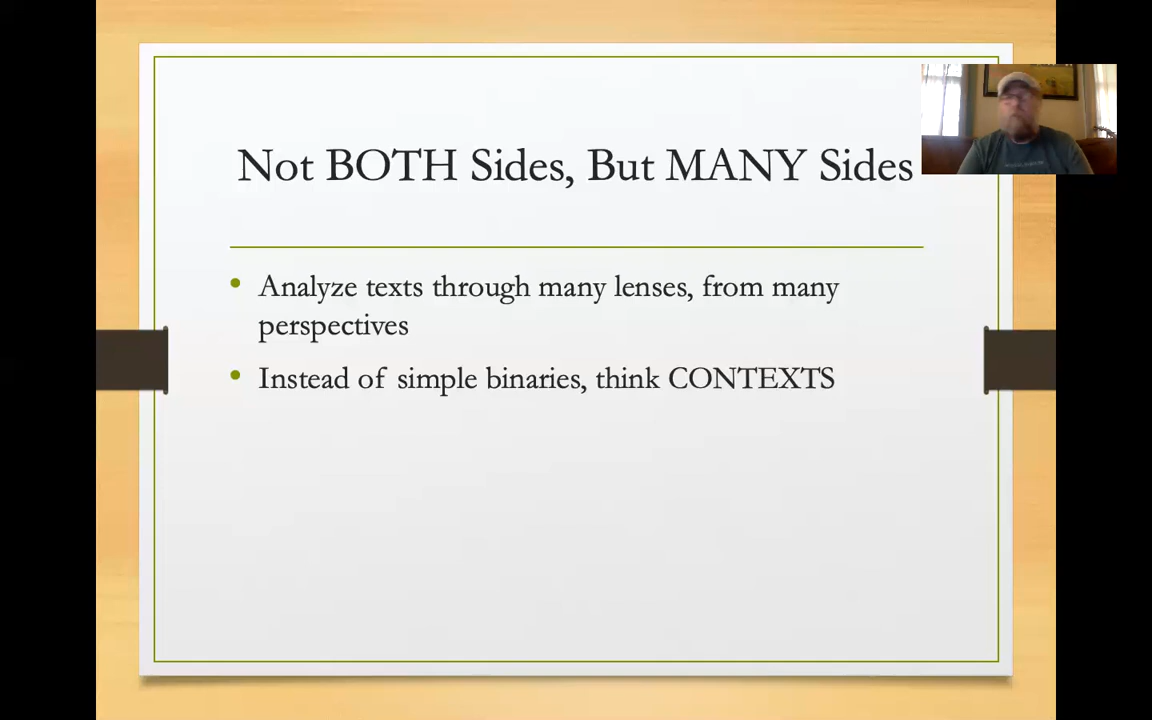 Not BOTH Sides, But MANY Sides
• Analyze texts through many lenses, from many
perspectives
• Instead of simple binaries, think CONTEXTS